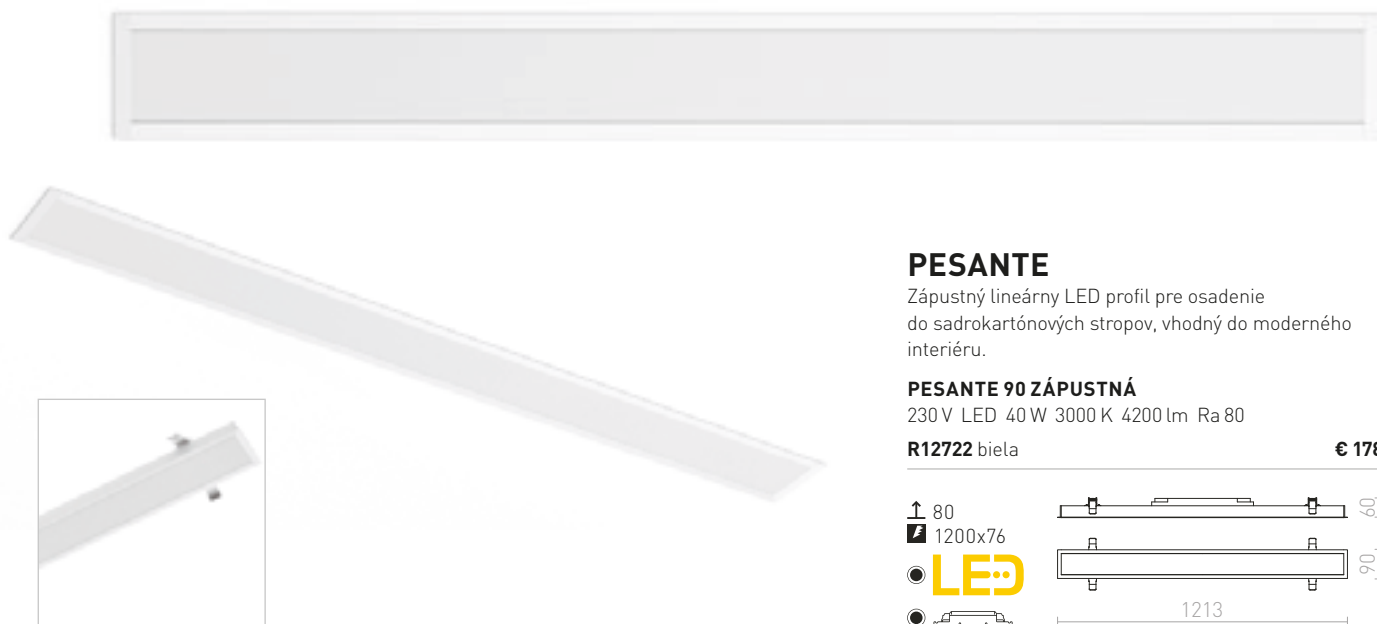 PESANTE
Zápustný lineárny LED profil pre osadenie
do sadrokartónových stropov, vhodný do moderného
interiéru.
PESANTE 90 ZÁPUSTNÁ
230 V LED 40 W 3000 K 4200 lm Ra 80
R12722 biela € 178
80
1200x76
LED
60
90
1213